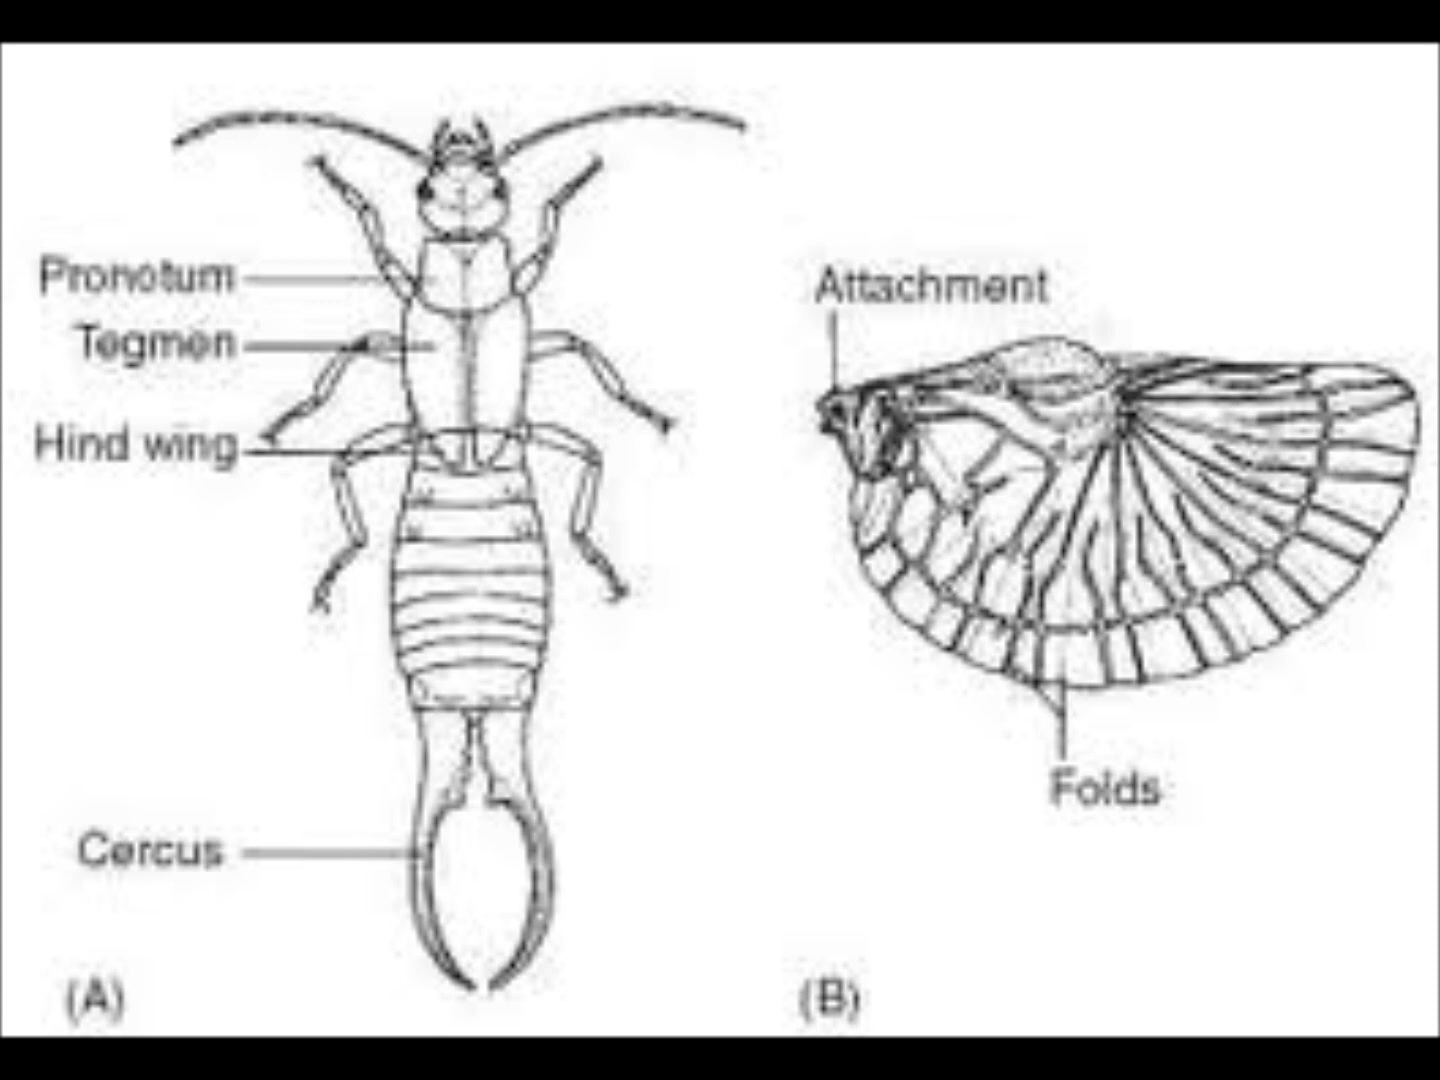 Pronotum
Tegmen
Hind wing
Cercus
(A)
Attachment
Folds
(B)